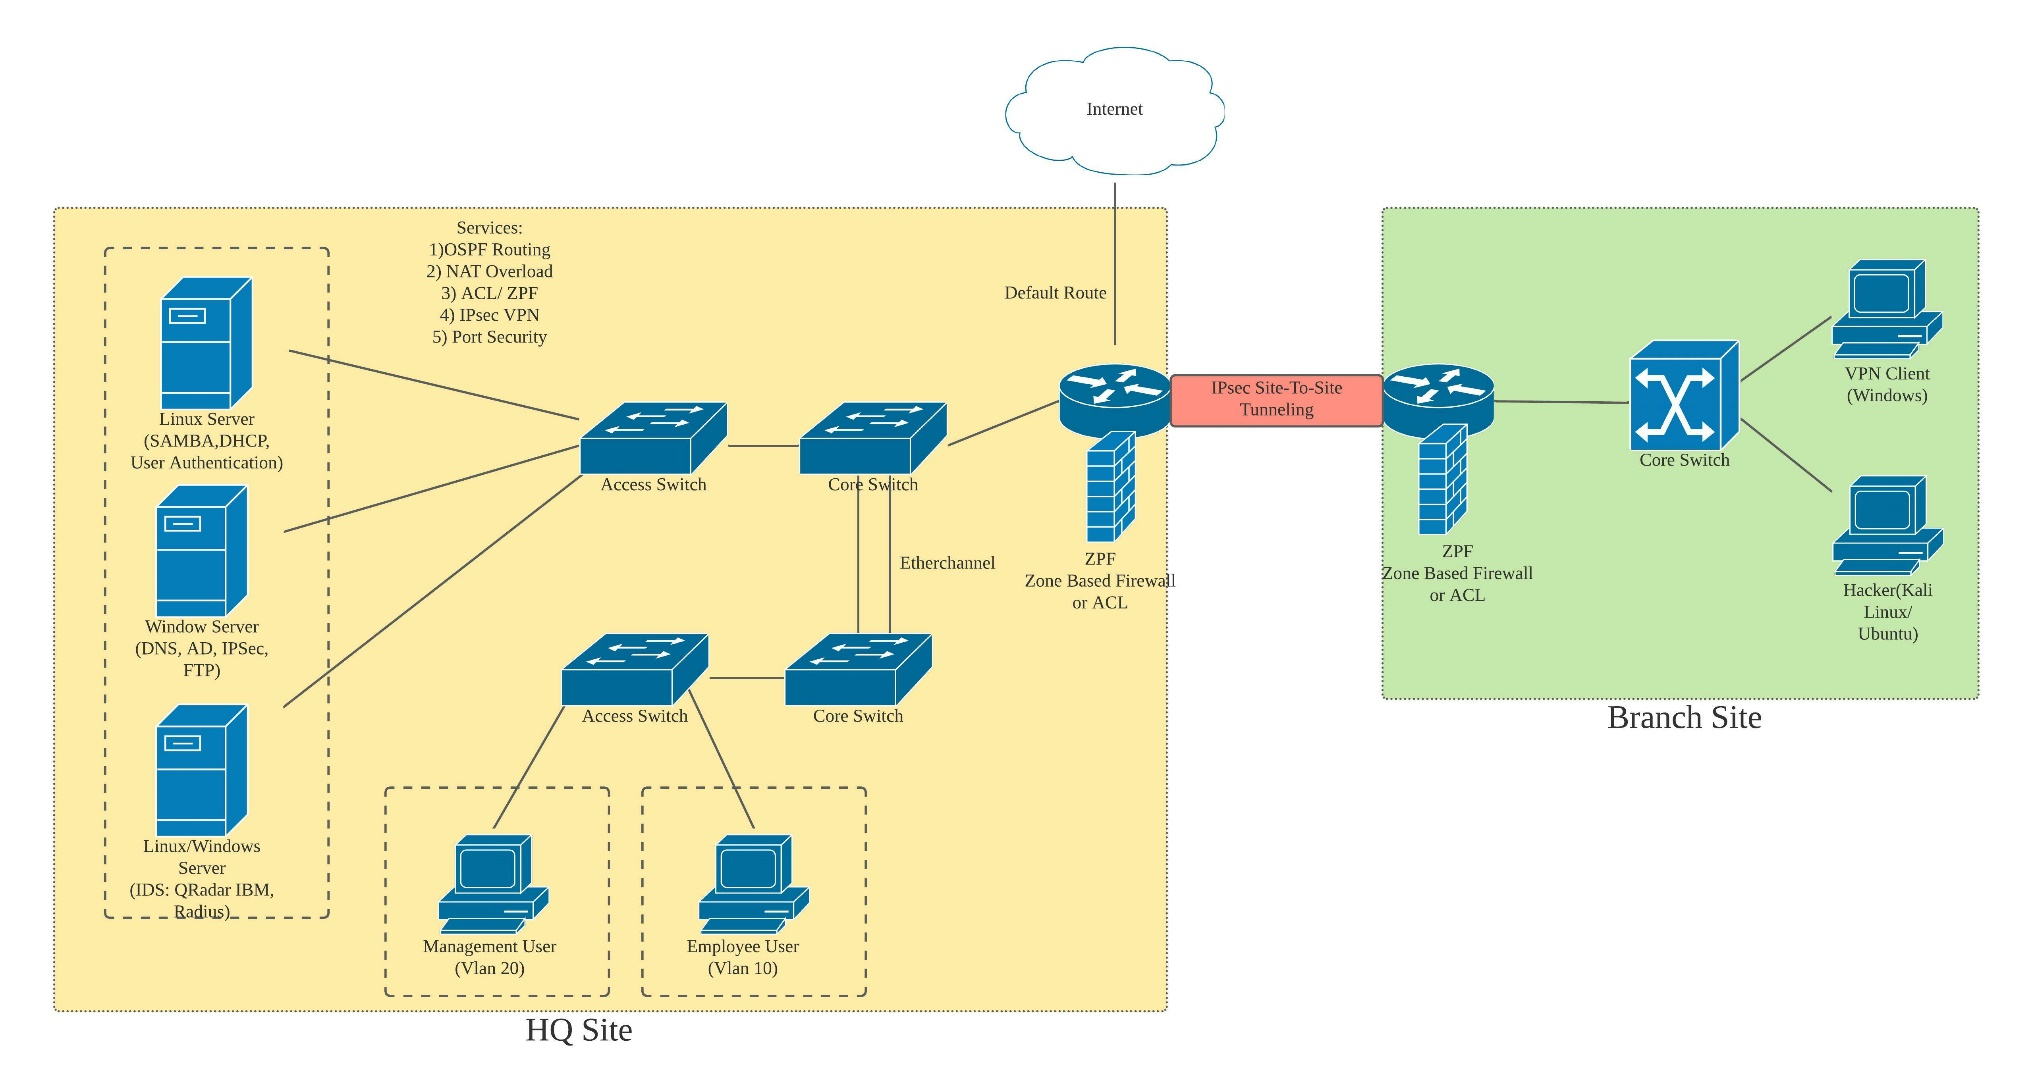 Internet
Services:
1)OSPF Routing
2) NAT Overload
3) ACL/ ZPF
4) IPsec VPN
5) Port Security
Default Route
Linux Server
(SAMBA,DHCP,
User Authentication)
Window Server
(DNS, AD, IPSec,
FTP)
Linux/Windows
Server
(IDS: QRadar IBM,
Radius)
Access Switch
Core Switch
Etherchannel
Access Switch
Core Switch
Management User
(Vlan 20)
Employee User
(Vlan 10)
ZPF
Zone Based Firewall
or ACL
HQ Site
IPsec Site-To-Site
Tunneling
ZPF
Zone Based Firewall
or ACL
Core Switch
VPN Client
(Windows)
Hacker(Kali
Linux/
Ubuntu)
Branch Site